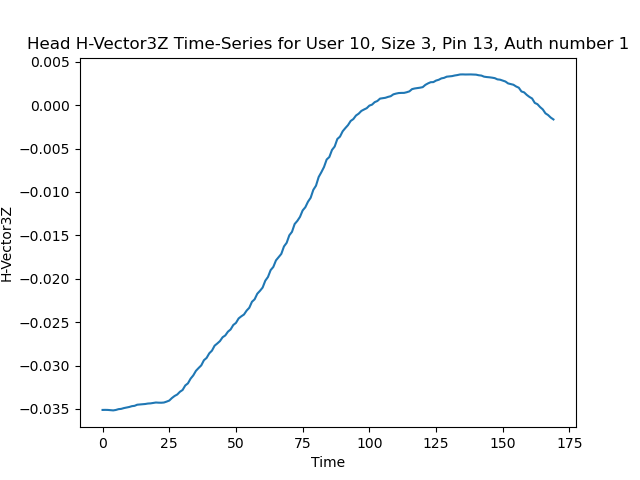 Head H-Vector3Z Time-Series for User 10, Size 3, Pin 13, Auth number 1
0.005
0.000
−0.005
−0.010
−0.015
−0.020
−0.025
−0.030
−0.035
H-Vector3Z
0 25 50 75 100 125 150 175
Time